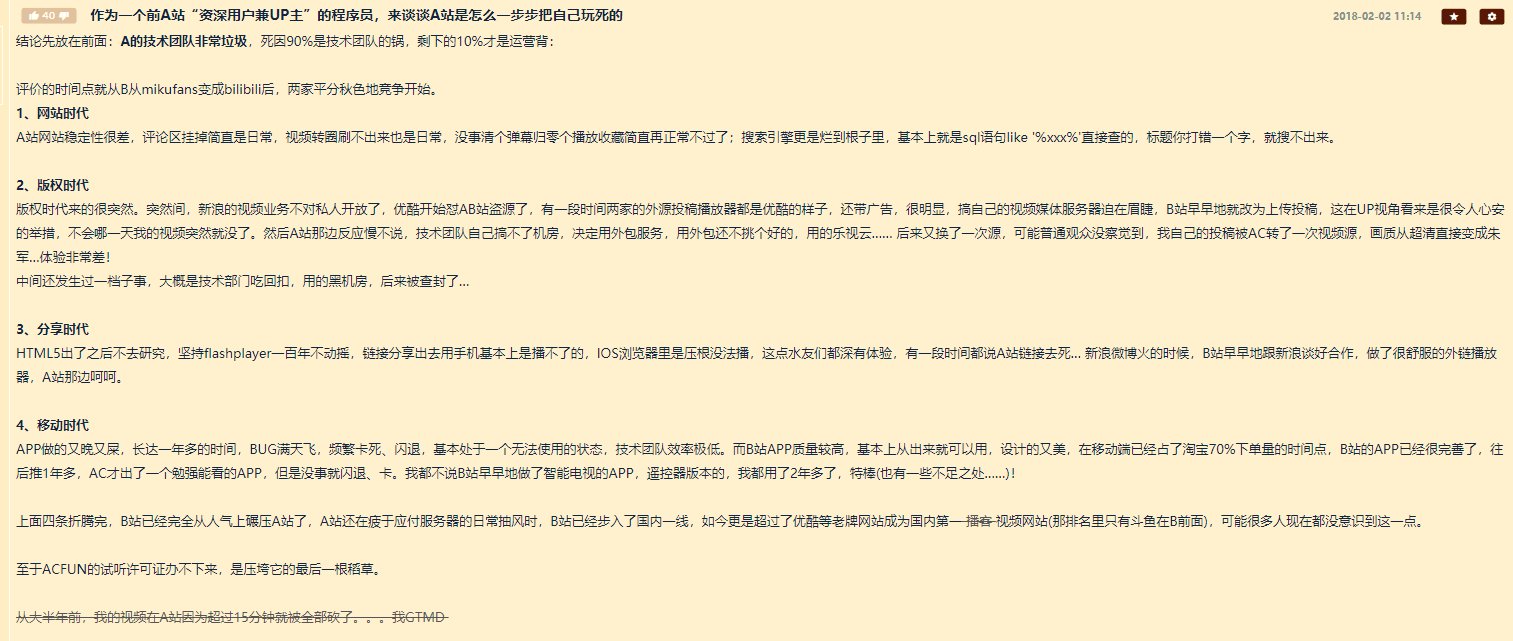 40 作为一个前A站“资深用户兼UP主”的程序员，来谈谈A站是怎么一步步把自己玩死的 2018-02-02 11:14
结论先放在前面：A的技术团队非常垃圾，死因90%是技术团队的锅，剩下的10%才是运营背：
评价的时间点就从B从mikufans变成bilibili后，两家平分秋色地竞争开始。
1、网站时代
A站网站稳定性很差，评论区挂掉简直是日常，视频转圈刷不出来也是日常，没事清个弹幕归零个播放收藏简直再正常不过了；搜索引擎更是烂到根子里，基本上就是sql语句like '%xxx%'直接查的，标题你打错一个字，就搜不出来。
2、版权时代
版权时代来的很突然。突然间，新浪的视频业务不对私人开放了，优酷开始怼AB站盗源了，有一段时间两家的外源投稿播放器都是优酷的样子，还带广告，很明显，搞自己的视频媒体服务器迫在眉睫，B站早早地就改为上传投稿，这在UP视角看来是很令人心安
的举措，不会哪一天我的视频突然就没了。然后A站那边反应慢不说，技术团队自己搞不了机房，决定用外包服务，用外包还不挑个好的，用的乐视云...... 后来又换了一次源，可能普通观众没察觉到，我自己的投稿被AC转了一次视频源，画质从超清直接变成朱
军...体验非常差！
中间还发生过一档子事，大概是技术部门吃回扣，用的黑机房，后来被查封了...
3、分享时代
HTML5出了之后不去研究，坚持flashplayer一百年不动摇，链接分享出去用手机基本上是播不了的，IOS浏览器里是压根没法播，这点水友们都深有体验，有一段时间都说A站链接去死... 新浪微博火的时候，B站早早地跟新浪谈好合作，做了很舒服的外链播放
器，A站那边呵呵。
4、移动时代
APP做的又晚又屎，长达一年多的时间，BUG满天飞，频繁卡死、闪退，基本处于一个无法使用的状态，技术团队效率极低。而B站APP质量较高，基本上从出来就可以用，设计的又美，在移动端已经占了淘宝70%下单量的时间点，B站的APP已经很完善了，往
后推1年多，AC才出了一个勉强能看的APP，但是没事就闪退、卡。我都不说B站早早地做了智能电视的APP，遥控器版本的，我都用了2年多了，特棒(也有一些不足之处......)！
上面四条折腾完，B站已经完全从人气上碾压A站了，A站还在疲于应付服务器的日常抽风时，B站已经步入了国内一线，如今更是超过了优酷等老牌网站成为国内第一 播客 视频网站(那排名里只有斗鱼在B前面)，可能很多人现在都没意识到这一点。
至于ACFUN的试听许可证办不下来，是压垮它的最后一根稻草。
从大半年前，我的视频在A站因为超过15分钟就被全部砍了。。。我GTMD